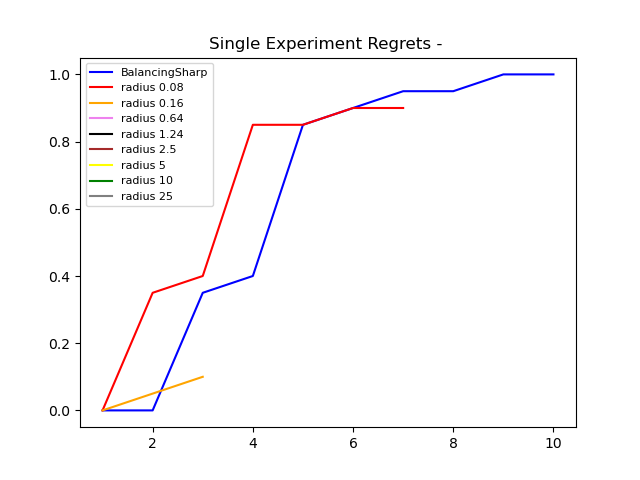 Single Experiment Regrets -
BalancingSharp
radius 0.08
radius 0.16
radius 0.64
radius 1.24
radius 2.5
radius 5
radius 10
radius 25
1.0
0.8
0.6
0.4
0.2
0.0
2 4 6 8 10